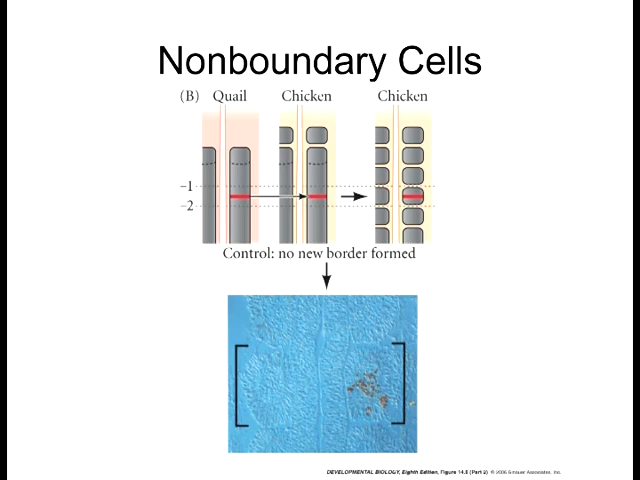 Nonboundary Cells
(B) Quail Chicken Chicken
–1
–2
Control: no new border formed
DEVELOPMENTAL BIOLOGY, Eighth Edition, Figure 14.5 (Part 2) © 2006 Sinauer Associates, Inc.